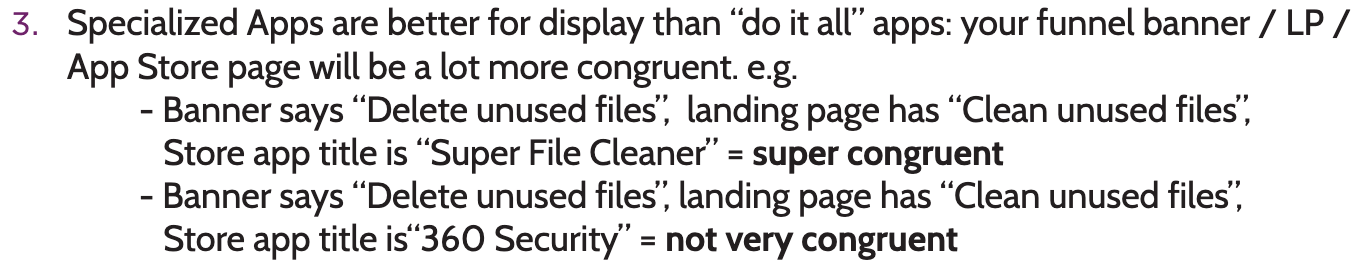 3. Specialized Apps are better for display than “do it all” apps: your funnel banner / LP /
App Store page will be a lot more congruent. e.g.
- Banner says “Delete unused files”, landing page has “Clean unused files”,
Store app title is “Super File Cleaner” = super congruent
- Banner says “Delete unused files”, landing page has “Clean unused files”,
Store app title is“360 Security” = not very congruent